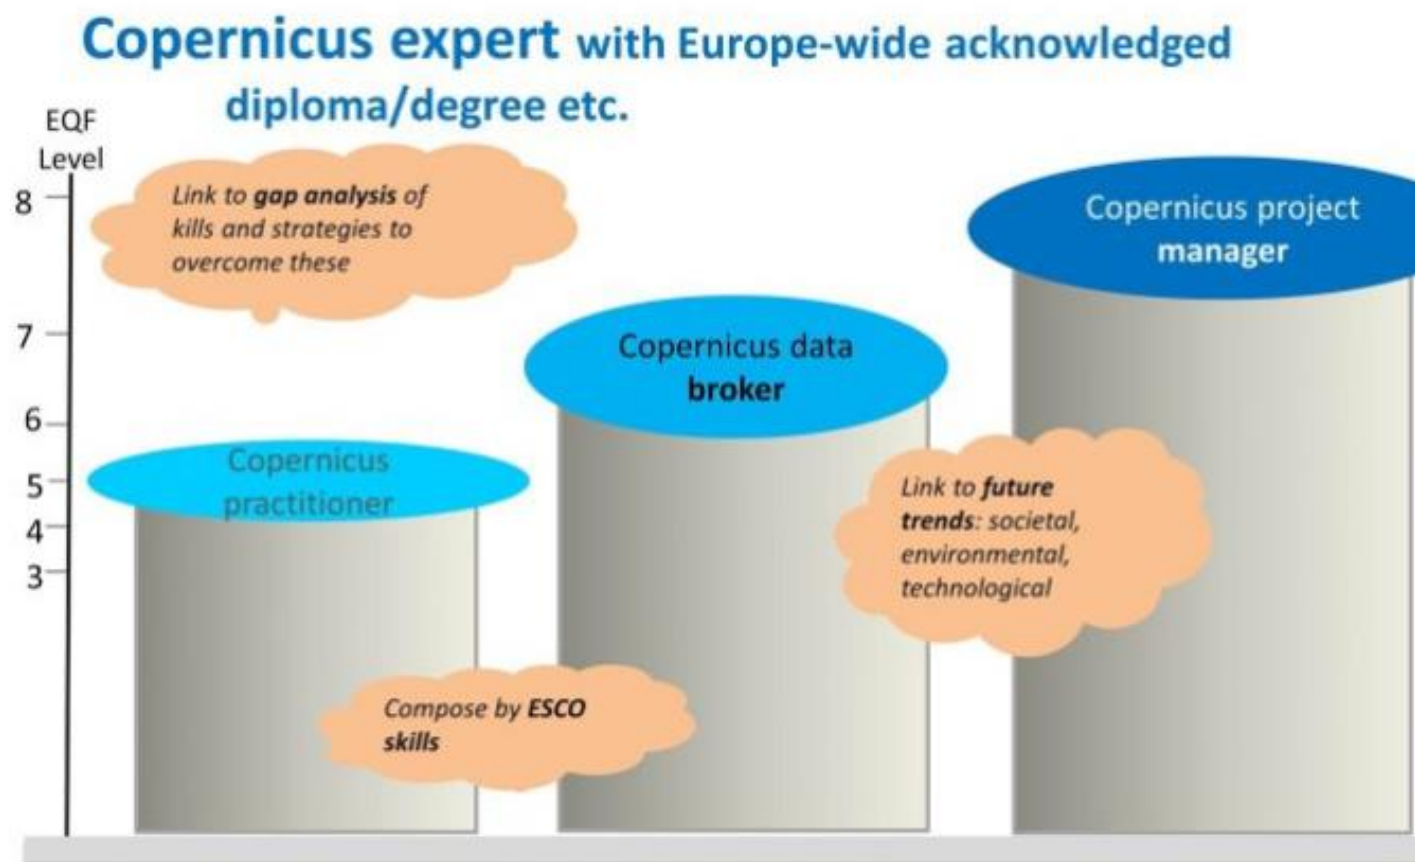 Copernicus expert with Europe-wide acknowledged
diploma/degree etc.
EQF
Level
8
7
6
5
4
3
Link to gap analysis of
kills and strategies to
overcome these
Copernicus project
manager
Copernicus data
broker
Copernicus
practitioner
Link to future
trends: societal,
environmental,
technological
Compose by ESCO
skills